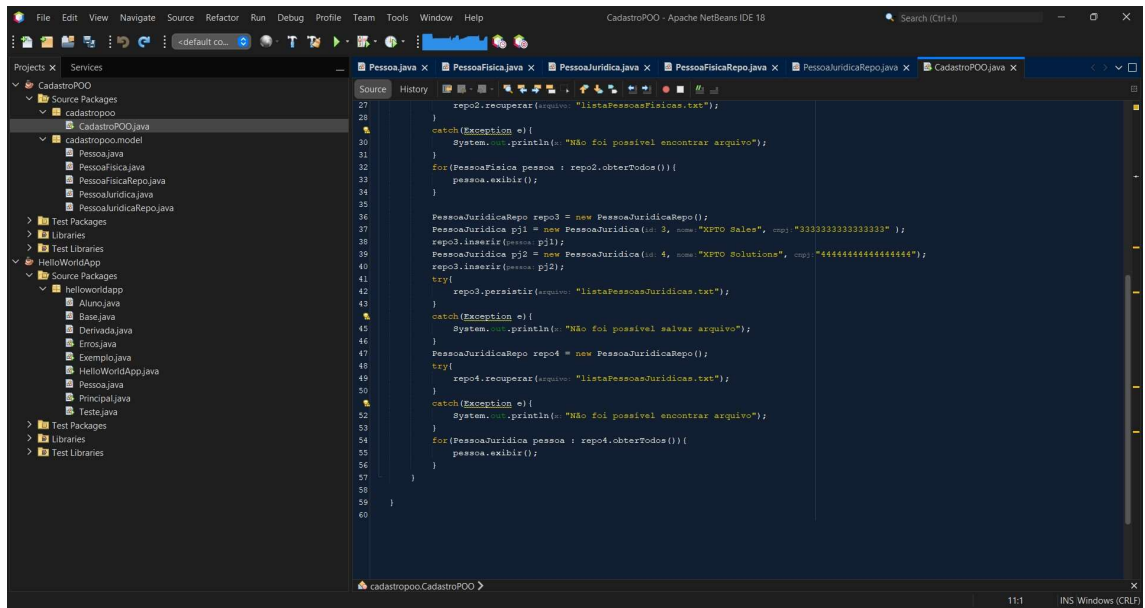 File Edit View Navigate Source Refactor Run Debug Profile Team Tools Window Help CadastroPOO - Apache NetBeans IDE 18 Search (Ctrl+I)
<default co...
Projects Services
CadastroPOO
Source Packages
cadastropoo
CadastroPOO.java
cadastropoo.model
Pessoa.java
PessoaFisica.java
PessoaFisicaRepo.java
PessoaJuridica.java
PessoaJuridicaRepo.java
Test Packages
Libraries
Test Libraries
HelloWorldApp
Source Packages
helloworldapp
Aluno.java
Base.java
Derivada.java
Erros.java
Exemplo.java
HelloWorldApp.java
Pessoa.java
Principal.java
Teste.java
Test Packages
Libraries
Test Libraries
Pessoa.java PessoaFisica.java PessoaJuridica.java PessoaFisicaRepo.java PessoaJuridicaRepo.java CadastroPOO.java
Source History
27 repo2.recuperar(arquivo: "listaPessoasFisicas.txt");
28 }
catch(Exception e){
30 System.out.println(x: "Não foi possível encontrar arquivo");
31 }
32 for(PessoaFisica pessoa : repo2.obterTodos()){
33 pessoa.exibir();
34 }
35
36 PessoaJuridicaRepo repo3 = new PessoaJuridicaRepo();
37 PessoaJuridica pj1 = new PessoaJuridica(id: 3, nome: "XPTO Sales", cnpj: "3333333333333333" );
38 repo3.inserir(pessoa: pj1);
39 PessoaJuridica pj2 = new PessoaJuridica(id: 4, nome: "XPTO Solutions", cnpj: "44444444444444444");
40 repo3.inserir(pessoa: pj2);
41 try{
42 repo3.persistir(arquivo: "listaPessoasJuridicas.txt");
43 }
catch(Exception e){
45 System.out.println(x: "Não foi possível salvar arquivo");
46 }
47 PessoaJuridicaRepo repo4 = new PessoaJuridicaRepo();
48 try{
49 repo4.recuperar(arquivo: "listaPessoasJuridicas.txt");
50 }
catch(Exception e){
52 System.out.println(x: "Não foi possível encontrar arquivo");
53 }
54 for(PessoaJuridica pessoa : repo4.obterTodos()){
55 pessoa.exibir();
56 }
57 }
58
59 }
60
cadastropoo.CadastroPOO
11:1 INS Windows (CRLF)